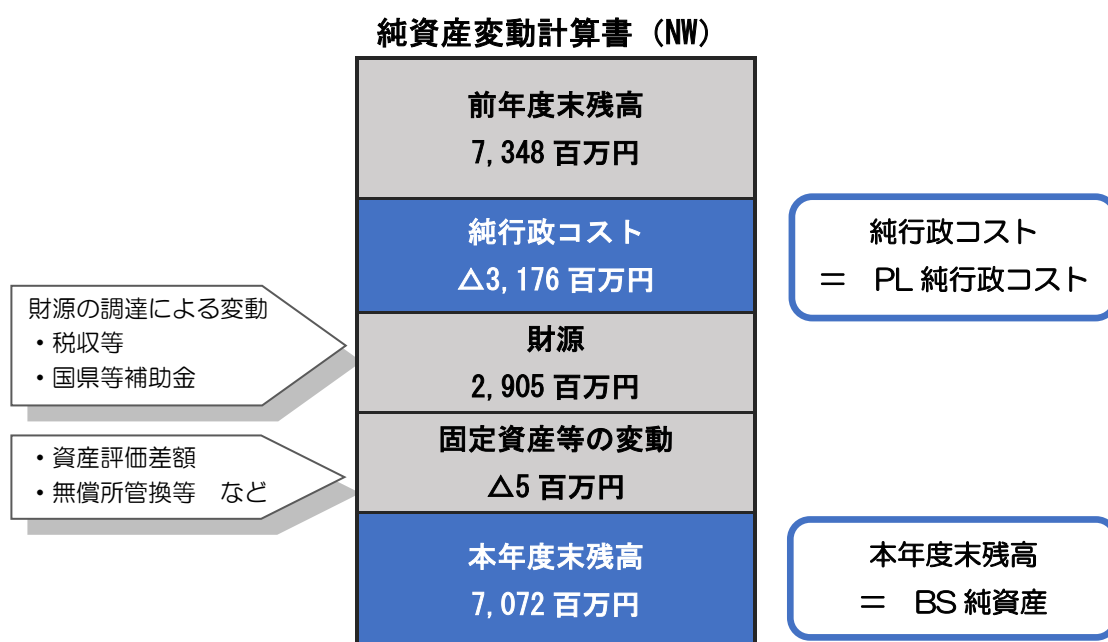 純資産変動計算書（NW）
前年度末残高
7,348 百万円
純行政コスト
△3,176 百万円
財源
2,905 百万円
固定資産等の変動
△5 百万円
本年度末残高
7,072 百万円
財源の調達による変動
・税収等
・国県等補助金
・資産評価差額
・無償所管換等　など
純行政コスト
＝　PL 純行政コスト
本年度末残高
＝　BS 純資産